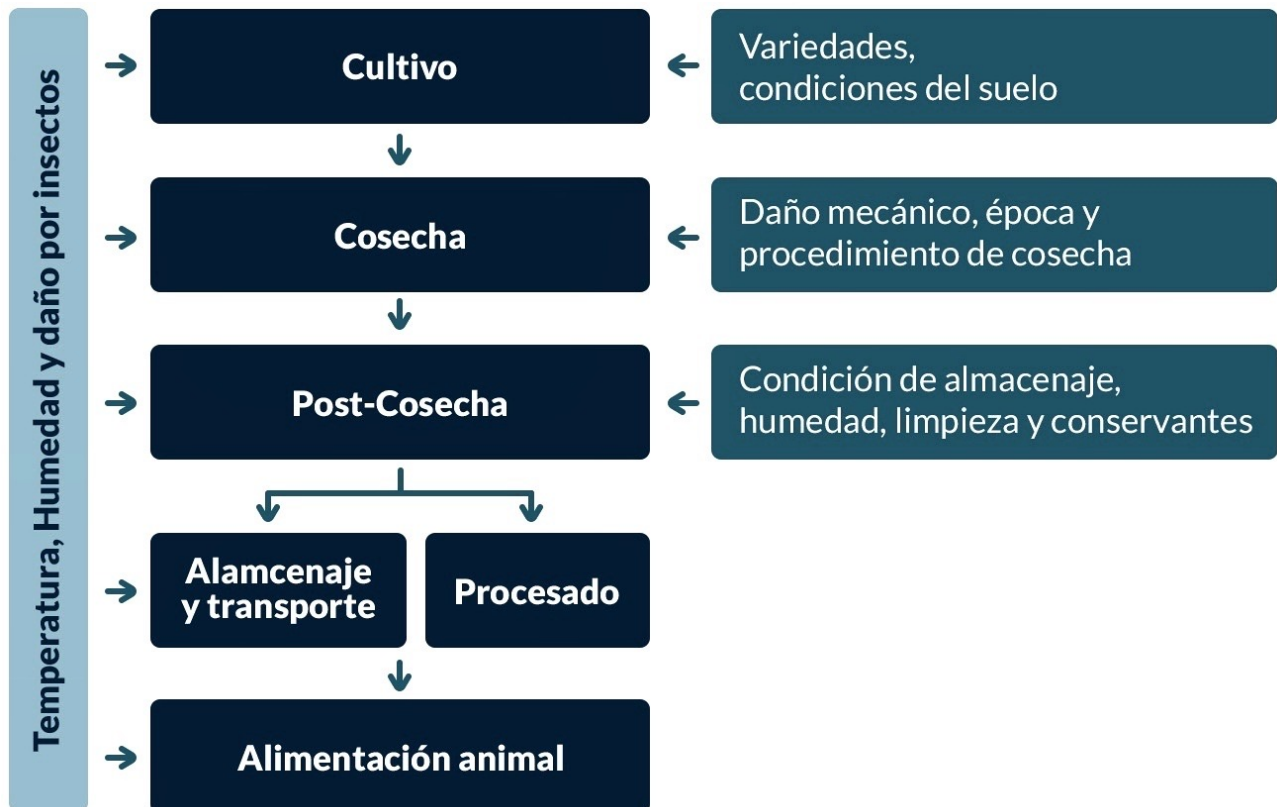 Temperatura, Humedad y daño por insectos
Cultivo
Variedades,
condiciones del suelo
Cosecha
Daño mecánico, época y
procedimiento de cosecha
Post-Cosecha
Condición de almacenaje,
humedad, limpieza y conservantes
Alamcenaje
y transporte
Procesado
Alimentación animal